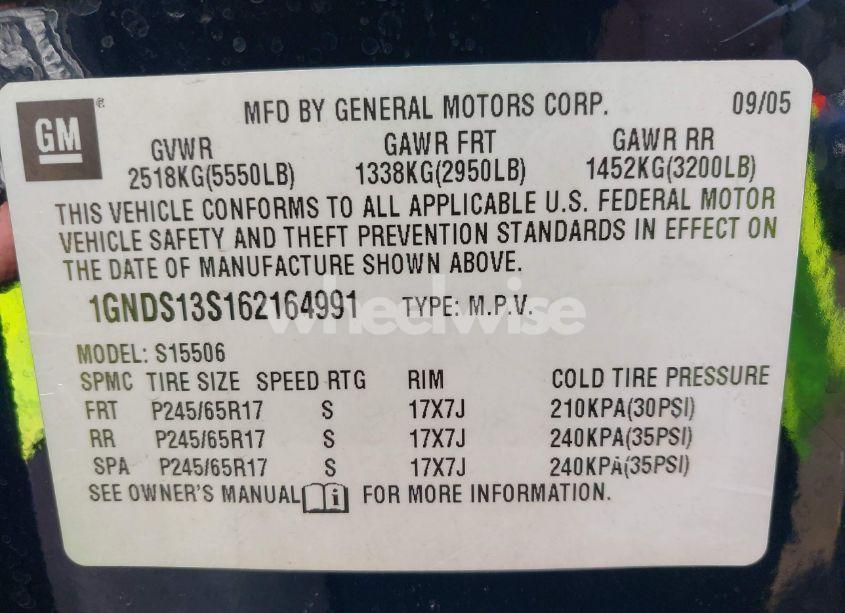 GM
MFD BY GENERAL MOTORS CORP. 09/05
GVWR GAWR FRT GAWR RR
2518KG(5550LB) 1338KG(2950LB) 1452KG(3200LB)
THIS VEHICLE CONFORMS TO ALL APPLICABLE U.S. FEDERAL MOTOR
VEHICLE SAFETY AND THEFT PREVENTION STANDARDS IN EFFECT ON
THE DATE OF MANUFACTURE SHOWN ABOVE.
1GNDS13S162164991 TYPE: M.P.V.
wheelwise
MODEL: S15506
SPMC TIRE SIZE SPEED RTG RIM COLD TIRE PRESSURE
FRT P245/65R17 S 17X7J 210KPA(30PSI)
RR P245/65R17 S 17X7J 240KPA(35PSI)
SPA P245/65R17 S 17X7J 240KPA(35PSI)
SEE OWNER'S MANUAL i FOR MORE INFORMATION.